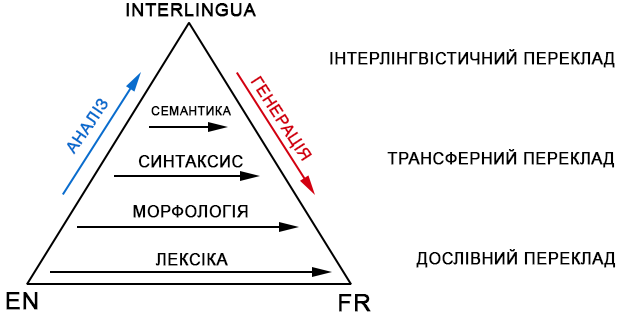 INTERLINGUA
ІНТЕРЛІНГВІСТИЧНИЙ ПЕРЕКЛАД
АНАЛІЗ
ГЕНЕРАЦІЯ
СЕМАНТИКА
СИНТАКСИС
ТРАНСФЕРНИЙ ПЕРЕКЛАД
МОРФОЛОГІЯ
ЛЕКСІКА
ДОСЛІВНИЙ ПЕРЕКЛАД
EN
FR